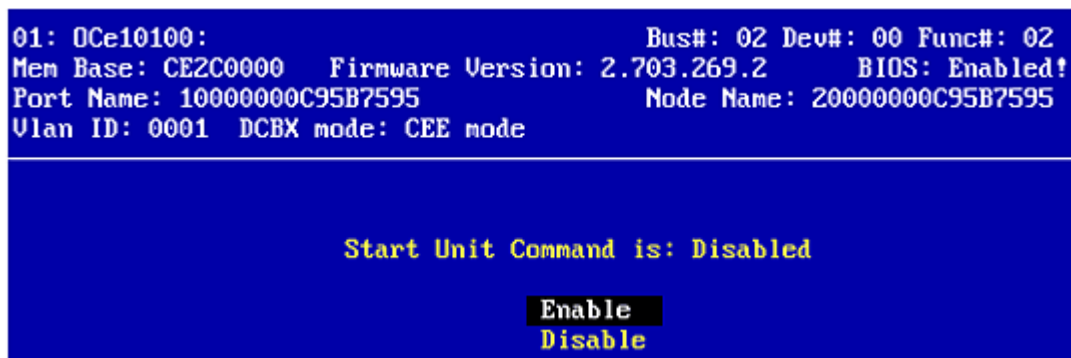 01: OCe10100: Bus#: 02 Dev#: 00 Func#: 02
Mem Base: CE2C0000 Firmware Version: 2.703.269.2 BIOS: Enabled!
Port Name: 10000000C95B7595 Node Name: 20000000C95B7595
Vlan ID: 0001 DCBX mode: CEE mode
Start Unit Command is: Disabled
Enable
Disable